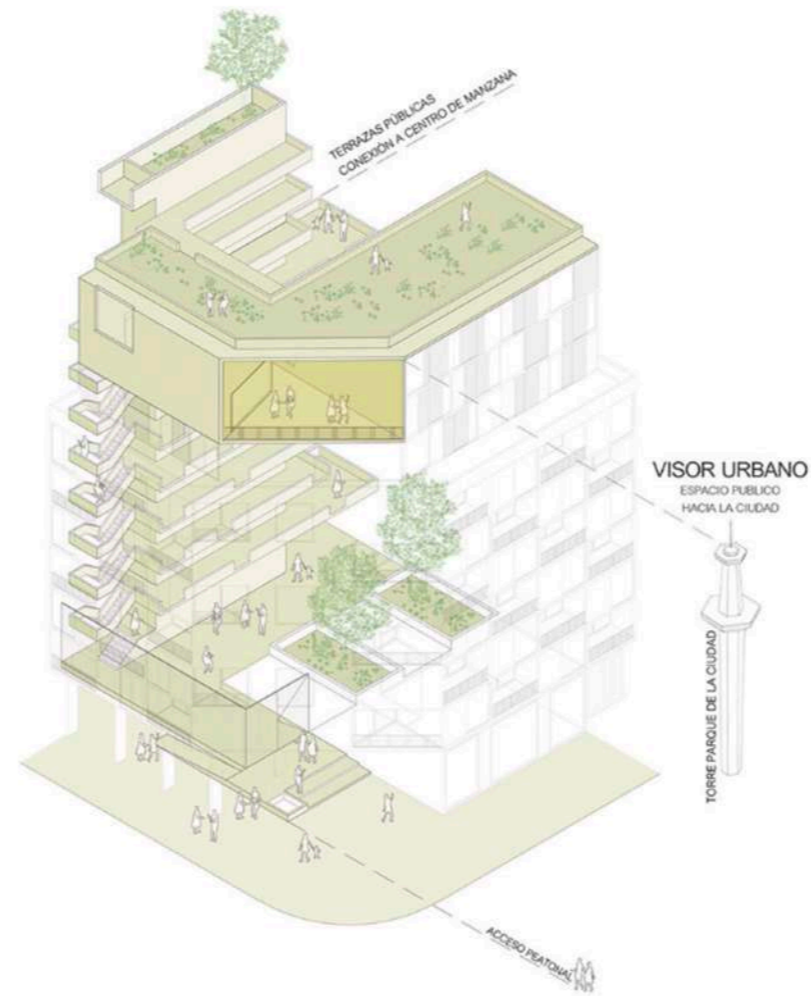 TERRAZAS PÚBLICAS
CONEXIÓN A CENTRO DE MANZANA
VISOR URBANO
ESPACIO PUBLICO
HACIA LA CIUDAD
TORRE PARQUE DE LA CIUDAD
ACCESO PEATONAL